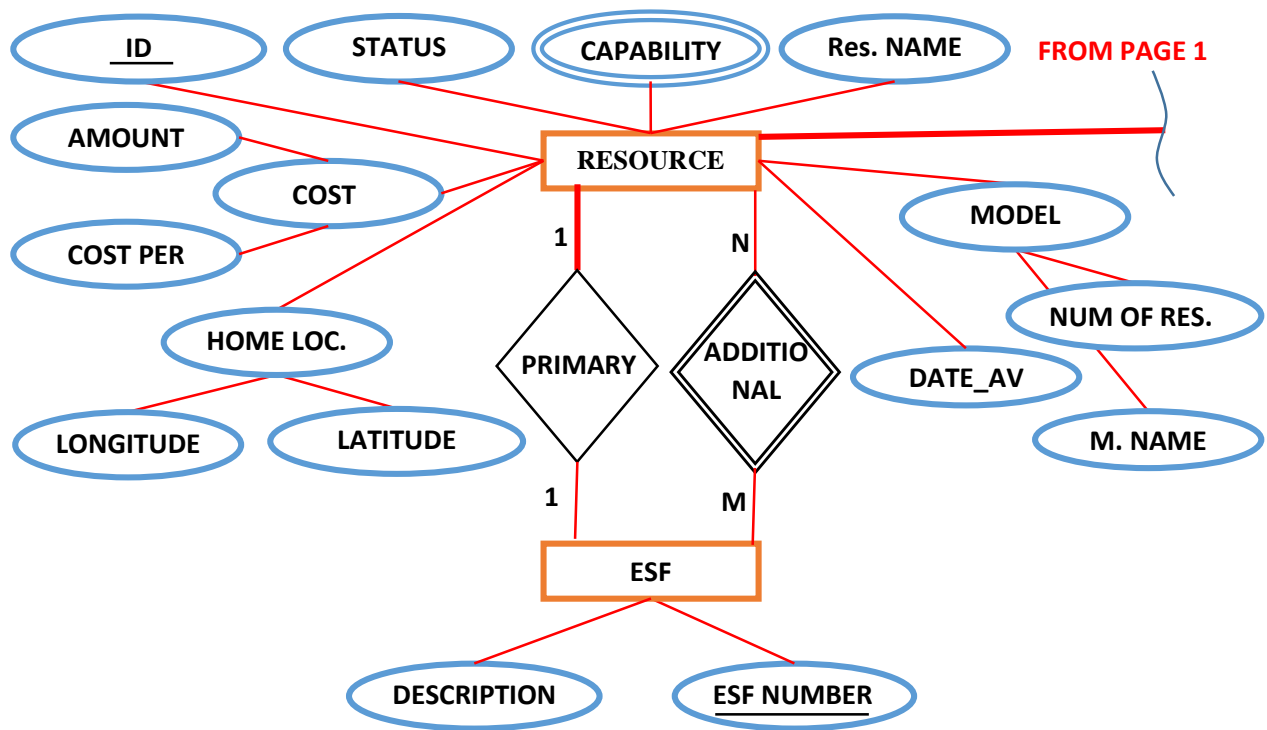 ID
STATUS
CAPABILITY
Res. NAME
FROM PAGE 1
AMOUNT
RESOURCE
COST
MODEL
COST PER
1
N
NUM OF RES.
HOME LOC.
PRIMARY
ADDITIO
NAL
DATE_AV
LONGITUDE
LATITUDE
M. NAME
1
M
ESF
DESCRIPTION
ESF NUMBER